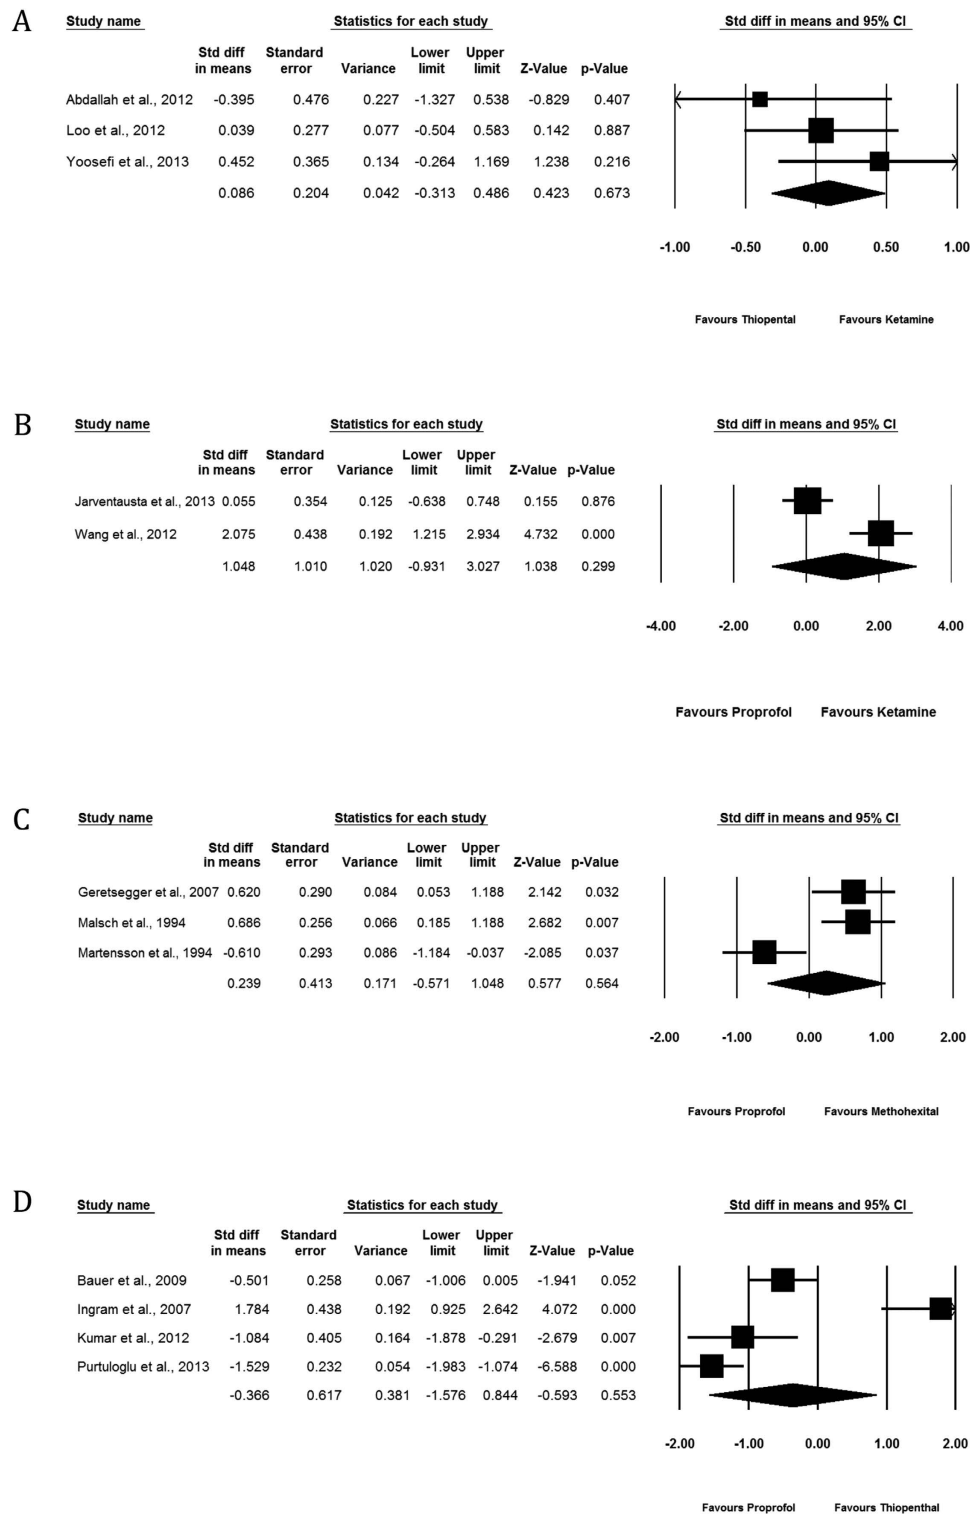 A
Study name Statistics for each study Std diff in means and 95% CI
Std diff Standard Lower Upper
in means error Variance limit limit Z-Value p-Value
Abdallah et al., 2012 -0.395 0.476 0.227 -1.327 0.538 -0.829 0.407
Loo et al., 2012 0.039 0.277 0.077 -0.504 0.583 0.142 0.887
Yoosefi et al., 2013 0.452 0.365 0.134 -0.264 1.169 1.238 0.216
0.086 0.204 0.042 -0.313 0.486 0.423 0.673
-1.00 -0.50 0.00 0.50 1.00
Favours Thiopental Favours Ketamine
B
Study name Statistics for each study Std diff in means and 95% CI
Std diff Standard Lower Upper
in means error Variance limit limit Z-Value p-Value
Jarventausta et al., 2013 0.055 0.354 0.125 -0.638 0.748 0.155 0.876
Wang et al., 2012 2.075 0.438 0.192 1.215 2.934 4.732 0.000
1.048 1.010 1.020 -0.931 3.027 1.038 0.299
-4.00 -2.00 0.00 2.00 4.00
Favours Proprofol Favours Ketamine
C
Study name Statistics for each study Std diff in means and 95% CI
Std diff Standard Lower Upper
in means error Variance limit limit Z-Value p-Value
Geretsegger et al., 2007 0.620 0.290 0.084 0.053 1.188 2.142 0.032
Malsch et al., 1994 0.686 0.256 0.066 0.185 1.188 2.682 0.007
Martensson et al., 1994 -0.610 0.293 0.086 -1.184 -0.037 -2.085 0.037
0.239 0.413 0.171 -0.571 1.048 0.577 0.564
-2.00 -1.00 0.00 1.00 2.00
Favours Proprofol Favours Methohexital
D
Study name Statistics for each study Std diff in means and 95% CI
Std diff Standard Lower Upper
in means error Variance limit limit Z-Value p-Value
Bauer et al., 2009 -0.501 0.258 0.067 -1.006 0.005 -1.941 0.052
Ingram et al., 2007 1.784 0.438 0.192 0.925 2.642 4.072 0.000
Kumar et al., 2012 -1.084 0.405 0.164 -1.878 -0.291 -2.679 0.007
Purtuloglu et al., 2013 -1.529 0.232 0.054 -1.983 -1.074 -6.588 0.000
-0.366 0.617 0.381 -1.576 0.844 -0.593 0.553
-2.00 -1.00 0.00 1.00 2.00
Favours Proprofol Favours Thiopenthal